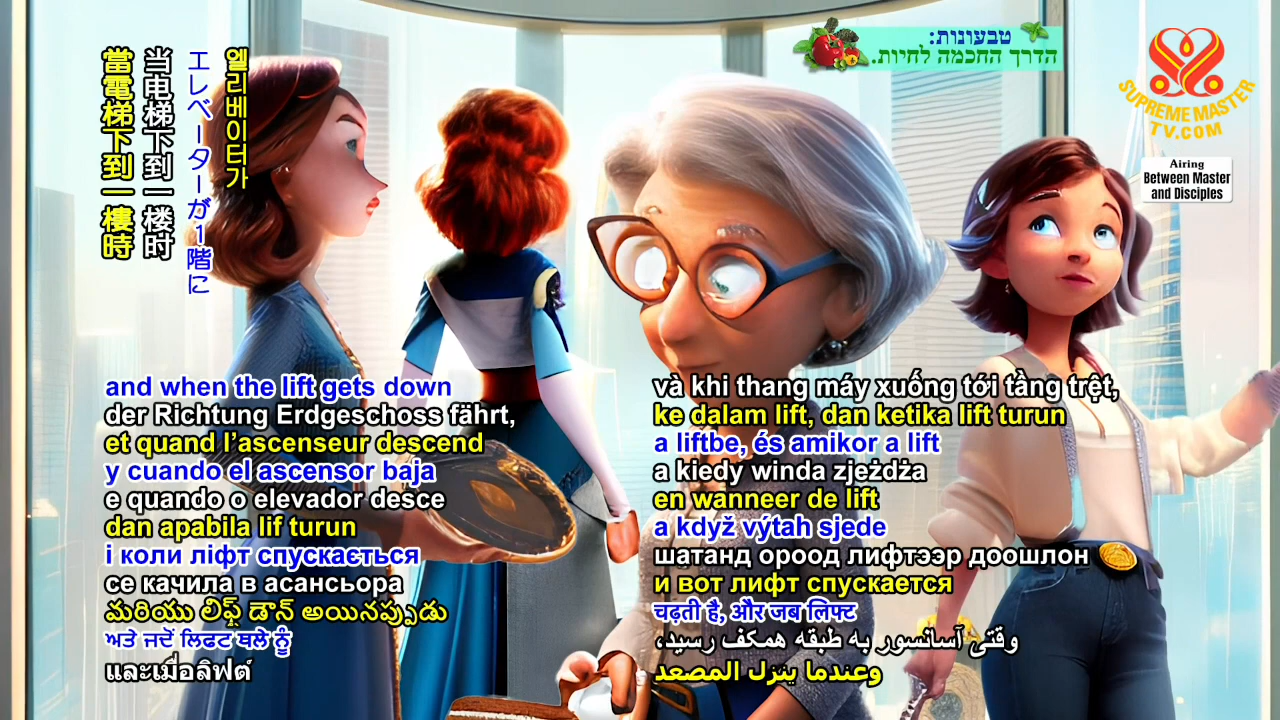 當電梯下到一樓時
当电梯下到一楼时
エレベーターが1階に
엘리베이터가
טבעונות:
הדרך החכמה לחיות.
SUPREME MASTER
TV.COM
Airing
Between Master
and Disciples
and when the lift gets down
der Richtung Erdgeschoss fährt,
et quand l’ascenseur descend
y cuando el ascensor baja
e quando o elevador desce
dan apabila lif turun
і коли ліфт спускається
се качила в асансьора
మరియు లిఫ్ట్ డౌన్ అయినప్పుడు
ਅਤੇ ਜਦੋਂ ਲਿਫਟ ਥਲੇ ਨੂੰ
และเมื่อลิฟต์
và khi thang máy xuống tới tầng trệt,
ke dalam lift, dan ketika lift turun
a liftbe, és amikor a lift
a kiedy winda zjeżdża
en wanneer de lift
a když výtah sjede
шатанд ороод лифтээр доошлон
и вот лифт спускается
चढ़ती है, और जब लिफ्ट
وقتی آسانسور به طبقه همکف رسید،
وعندما ينزل المصعد